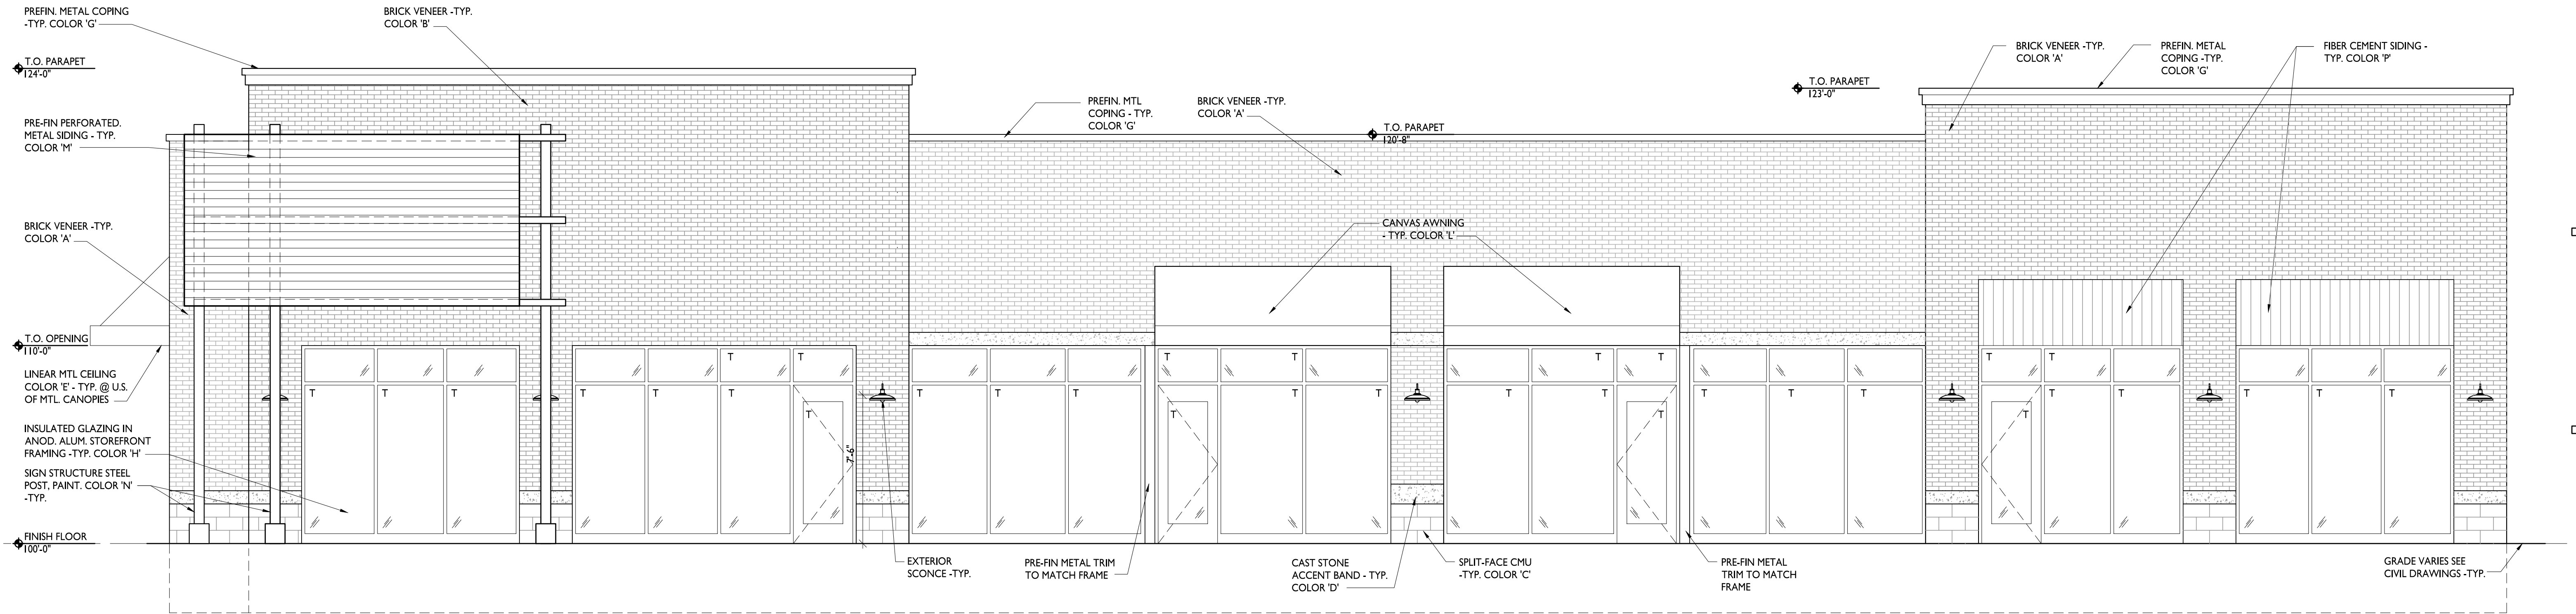 PREFIN. METAL COPING
-TYP. COLOR 'G'
BRICK VENEER -TYP.
COLOR 'B'
T.O. PARAPET
124'-0"
PRE-FIN PERFORATED.
METAL SIDING - TYP.
COLOR 'M'
BRICK VENEER -TYP.
COLOR 'A'
T.O. OPENING
110'-0"
LINEAR MTL CEILING
COLOR 'E' - TYP. @ U.S.
OF MTL. CANOPIES
INSULATED GLAZING IN
ANOD. ALUM. STOREFRONT
FRAMING -TYP. COLOR 'H'
SIGN STRUCTURE STEEL
POST, PAINT. COLOR 'N'
-TYP.
FINISH FLOOR
100'-0"
PREFIN. MTL
COPING - TYP.
COLOR 'G'
BRICK VENEER -TYP.
COLOR 'A'
T.O. PARAPET
120'-8"
CANVAS AWNING
- TYP. COLOR 'L'
T.O. PARAPET
123'-0"
BRICK VENEER -TYP.
COLOR 'A'
PREFIN. METAL
COPING -TYP.
COLOR 'G'
FIBER CEMENT SIDING -
TYP. COLOR 'P'
T T T T T T T T T T
T T T T T T T T T T T T T T T T T T
T T T T
7'-6"
EXTERIOR
SCONCE -TYP.
PRE-FIN METAL TRIM
TO MATCH FRAME
CAST STONE
ACCENT BAND - TYP.
COLOR 'D'
SPLIT-FACE CMU
-TYP. COLOR 'C'
PRE-FIN METAL
TRIM TO MATCH
FRAME
GRADE VARIES SEE
CIVIL DRAWINGS -TYP.